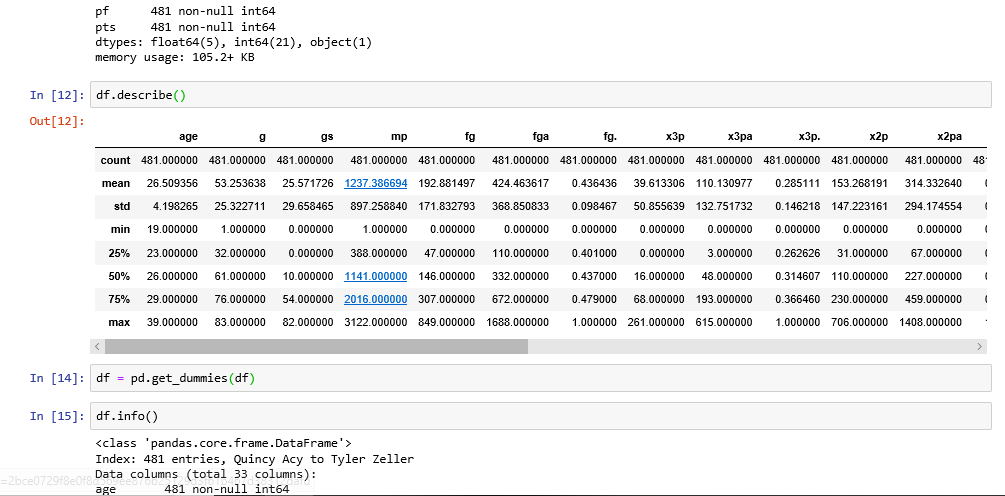 pf 481 non-null int64
pts 481 non-null int64
dtypes: float64(5), int64(21), object(1)
memory usage: 105.2+ KB
In [12]: df.describe()
Out[12]:
age g gs mp fg fga fg. x3p x3pa x3p. x2p x2pa
count 481.000000 481.000000 481.000000 481.000000 481.000000 481.000000 481.000000 481.000000 481.000000 481.000000 481.000000 481.000000 481
mean 26.509356 53.253638 25.571726 1237.386694 192.881497 424.463617 0.436436 39.613306 110.130977 0.285111 153.268191 314.332640
std 4.198265 25.322711 29.658465 897.258840 171.832793 368.850833 0.098467 50.855639 132.751732 0.146218 147.223161 294.174554
min 19.000000 1.000000 0.000000 1.000000 0.000000 0.000000 0.000000 0.000000 0.000000 0.000000 0.000000 0.000000
25% 23.000000 32.000000 0.000000 388.000000 47.000000 110.000000 0.401000 0.000000 3.000000 0.262626 31.000000 67.000000
50% 26.000000 61.000000 10.000000 1141.000000 146.000000 332.000000 0.437000 16.000000 48.000000 0.314607 110.000000 227.000000
75% 29.000000 76.000000 54.000000 2016.000000 307.000000 672.000000 0.479000 68.000000 193.000000 0.366460 230.000000 459.000000
max 39.000000 83.000000 82.000000 3122.000000 849.000000 1688.000000 1.000000 261.000000 615.000000 1.000000 706.000000 1408.000000
In [14]: df = pd.get_dummies(df)
In [15]: df.info()
<class 'pandas.core.frame.DataFrame'>
Index: 481 entries, Quincy Acy to Tyler Zeller
Data columns (total 33 columns):
age 481 non-null int64